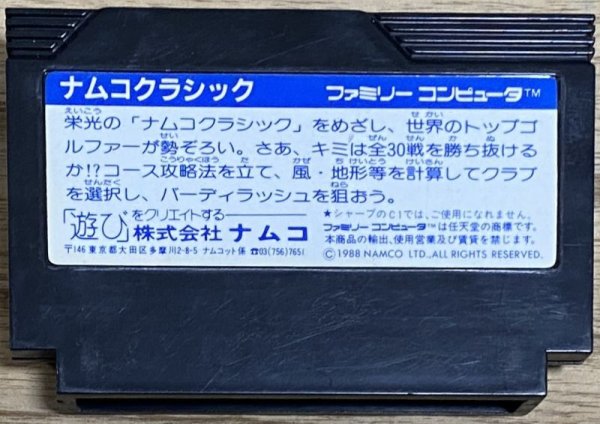 ナムコクラシック
ファミリー コンピュータ™
栄光の「ナムコクラシック」をめざし、世界のトップゴ
ルファーが勢ぞろい。さあ、キミは全30戦を勝ち抜ける
か!?コース攻略法を立て、風・地形等を計算してクラブ
を選択し、バーディラッシュを狙おう。
「遊び」をクリエイトする
株式会社 ナムコ
〒146 東京都大田区多摩川2-8-5 ナムコット係 ☎03(756)7651
★シャープのC1では、ご使用になれません。
ファミリー コンピュータ™は任天堂の商標です。
本商品の輸出、使用営業及び賃貸を禁じます。
©1988 NAMCO LTD., ALL RIGHTS RESERVED.